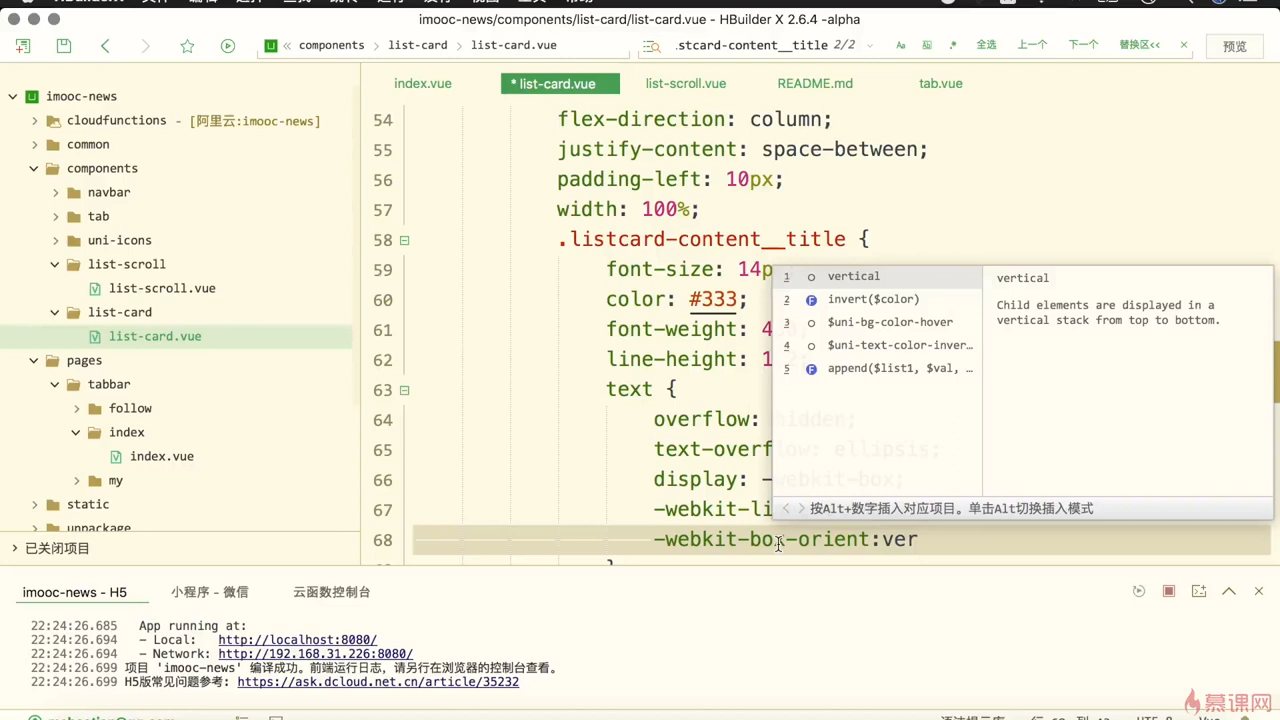 imooc-news/components/list-card/list-card.vue - HBuilder X 2.6.4 -alpha
components
list-card
list-card.vue
.stcard-content__title 2/2
Aa
全选
上一个
下一个
替换区<<
预览
index.vue
* list-card.vue
list-scroll.vue
README.md
tab.vue
imooc-news
cloudfunctions - [阿里云:imooc-news]
common
components
navbar
tab
uni-icons
list-scroll
list-scroll.vue
list-card
list-card.vue
pages
tabbar
follow
index
index.vue
my
static
unpackage
已关闭项目
54 flex-direction: column;
55 justify-content: space-between;
56 padding-left: 10px;
57 width: 100%;
58 .listcard-content__title {
59 font-size: 14p
60 color: #333;
61 font-weight: 4
62 line-height: 1
63 text {
64 overflow: hidden;
65 text-overflow: ellipsis;
66 display: -webkit-box;
67 -webkit-li
68 -webkit-box-orient:ver
1 vertical
2 invert($color)
3 $uni-bg-color-hover
4 $uni-text-color-inver…
5 append($list1, $val, …
vertical
Child elements are displayed in a
vertical stack from top to bottom.
按Alt+数字插入对应项目。单击Alt切换插入模式
imooc-news - H5
小程序 - 微信
云函数控制台
22:24:26.685 App running at:
22:24:26.694 - Local: http://localhost:8080/
22:24:26.694 - Network: http://192.168.31.226:8080/
22:24:26.699 项目 'imooc-news' 编译成功。前端运行日志，请另行在浏览器的控制台查看。
22:24:26.699 H5版常见问题参考: https://ask.dcloud.net.cn/article/35232
慕课网